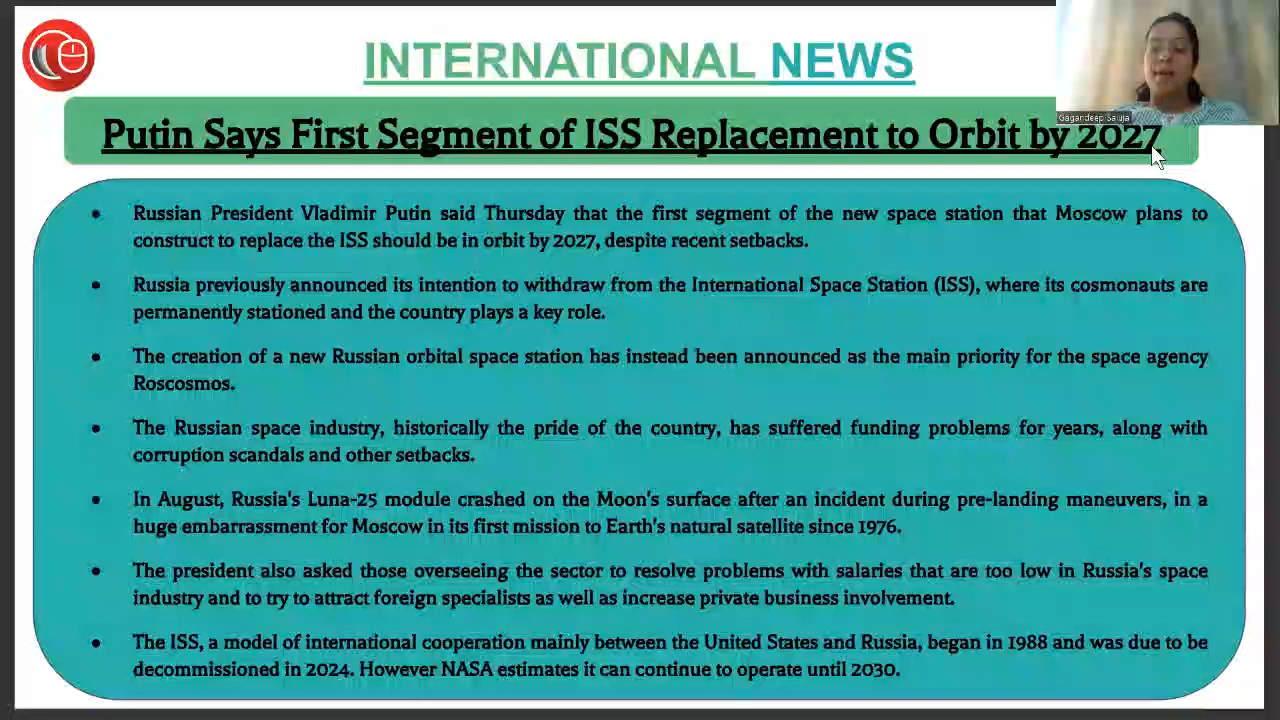 INTERNATIONAL NEWS
Gagandeep Saluja
Putin Says First Segment of ISS Replacement to Orbit by 2027
• Russian President Vladimir Putin said Thursday that the first segment of the new space station that Moscow plans to
construct to replace the ISS should be in orbit by 2027, despite recent setbacks.
• Russia previously announced its intention to withdraw from the International Space Station (ISS), where its cosmonauts are
permanently stationed and the country plays a key role.
• The creation of a new Russian orbital space station has instead been announced as the main priority for the space agency
Roscosmos.
• The Russian space industry, historically the pride of the country, has suffered funding problems for years, along with
corruption scandals and other setbacks.
• In August, Russia's Luna-25 module crashed on the Moon's surface after an incident during pre-landing maneuvers, in a
huge embarrassment for Moscow in its first mission to Earth's natural satellite since 1976.
• The president also asked those overseeing the sector to resolve problems with salaries that are too low in Russia's space
industry and to try to attract foreign specialists as well as increase private business involvement.
• The ISS, a model of international cooperation mainly between the United States and Russia, began in 1988 and was due to be
decommissioned in 2024. However NASA estimates it can continue to operate until 2030.